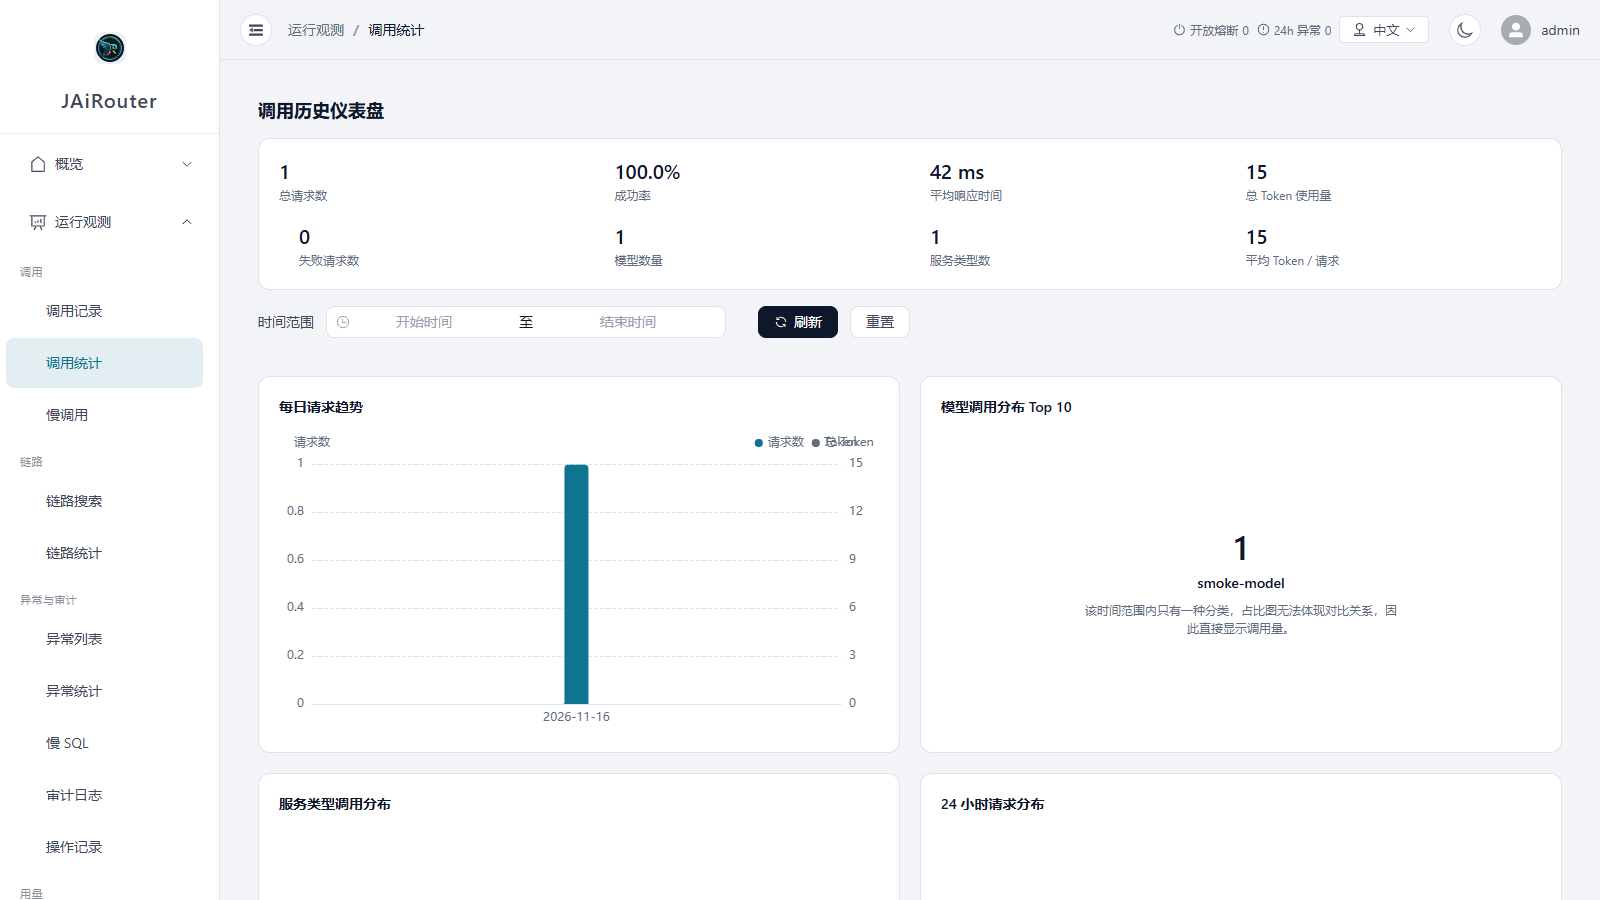 JAiRouter
概览
运行观测
调用
调用记录
调用统计
慢调用
链路
链路搜索
链路统计
异常与审计
异常列表
异常统计
慢 SQL
审计日志
操作记录
用量
运行观测 / 调用统计
开放熔断 0 24h 异常 0 中文 admin
调用历史仪表盘
1 100.0% 42 ms 15
总请求数 成功率 平均响应时间 总 Token 使用量
0 1 1 15
失败请求数 模型数量 服务类型数 平均 Token / 请求
时间范围 开始时间 至 结束时间 刷新 重置
每日请求趋势
请求数 请求数 总 Token Token
1 15
0.8 12
0.6 9
0.4 6
0.2 3
0 0
2026-11-16
模型调用分布 Top 10
1
smoke-model
该时间范围内只有一种分类，占比图无法体现对比关系，因
此直接显示调用量。
服务类型调用分布
24 小时请求分布